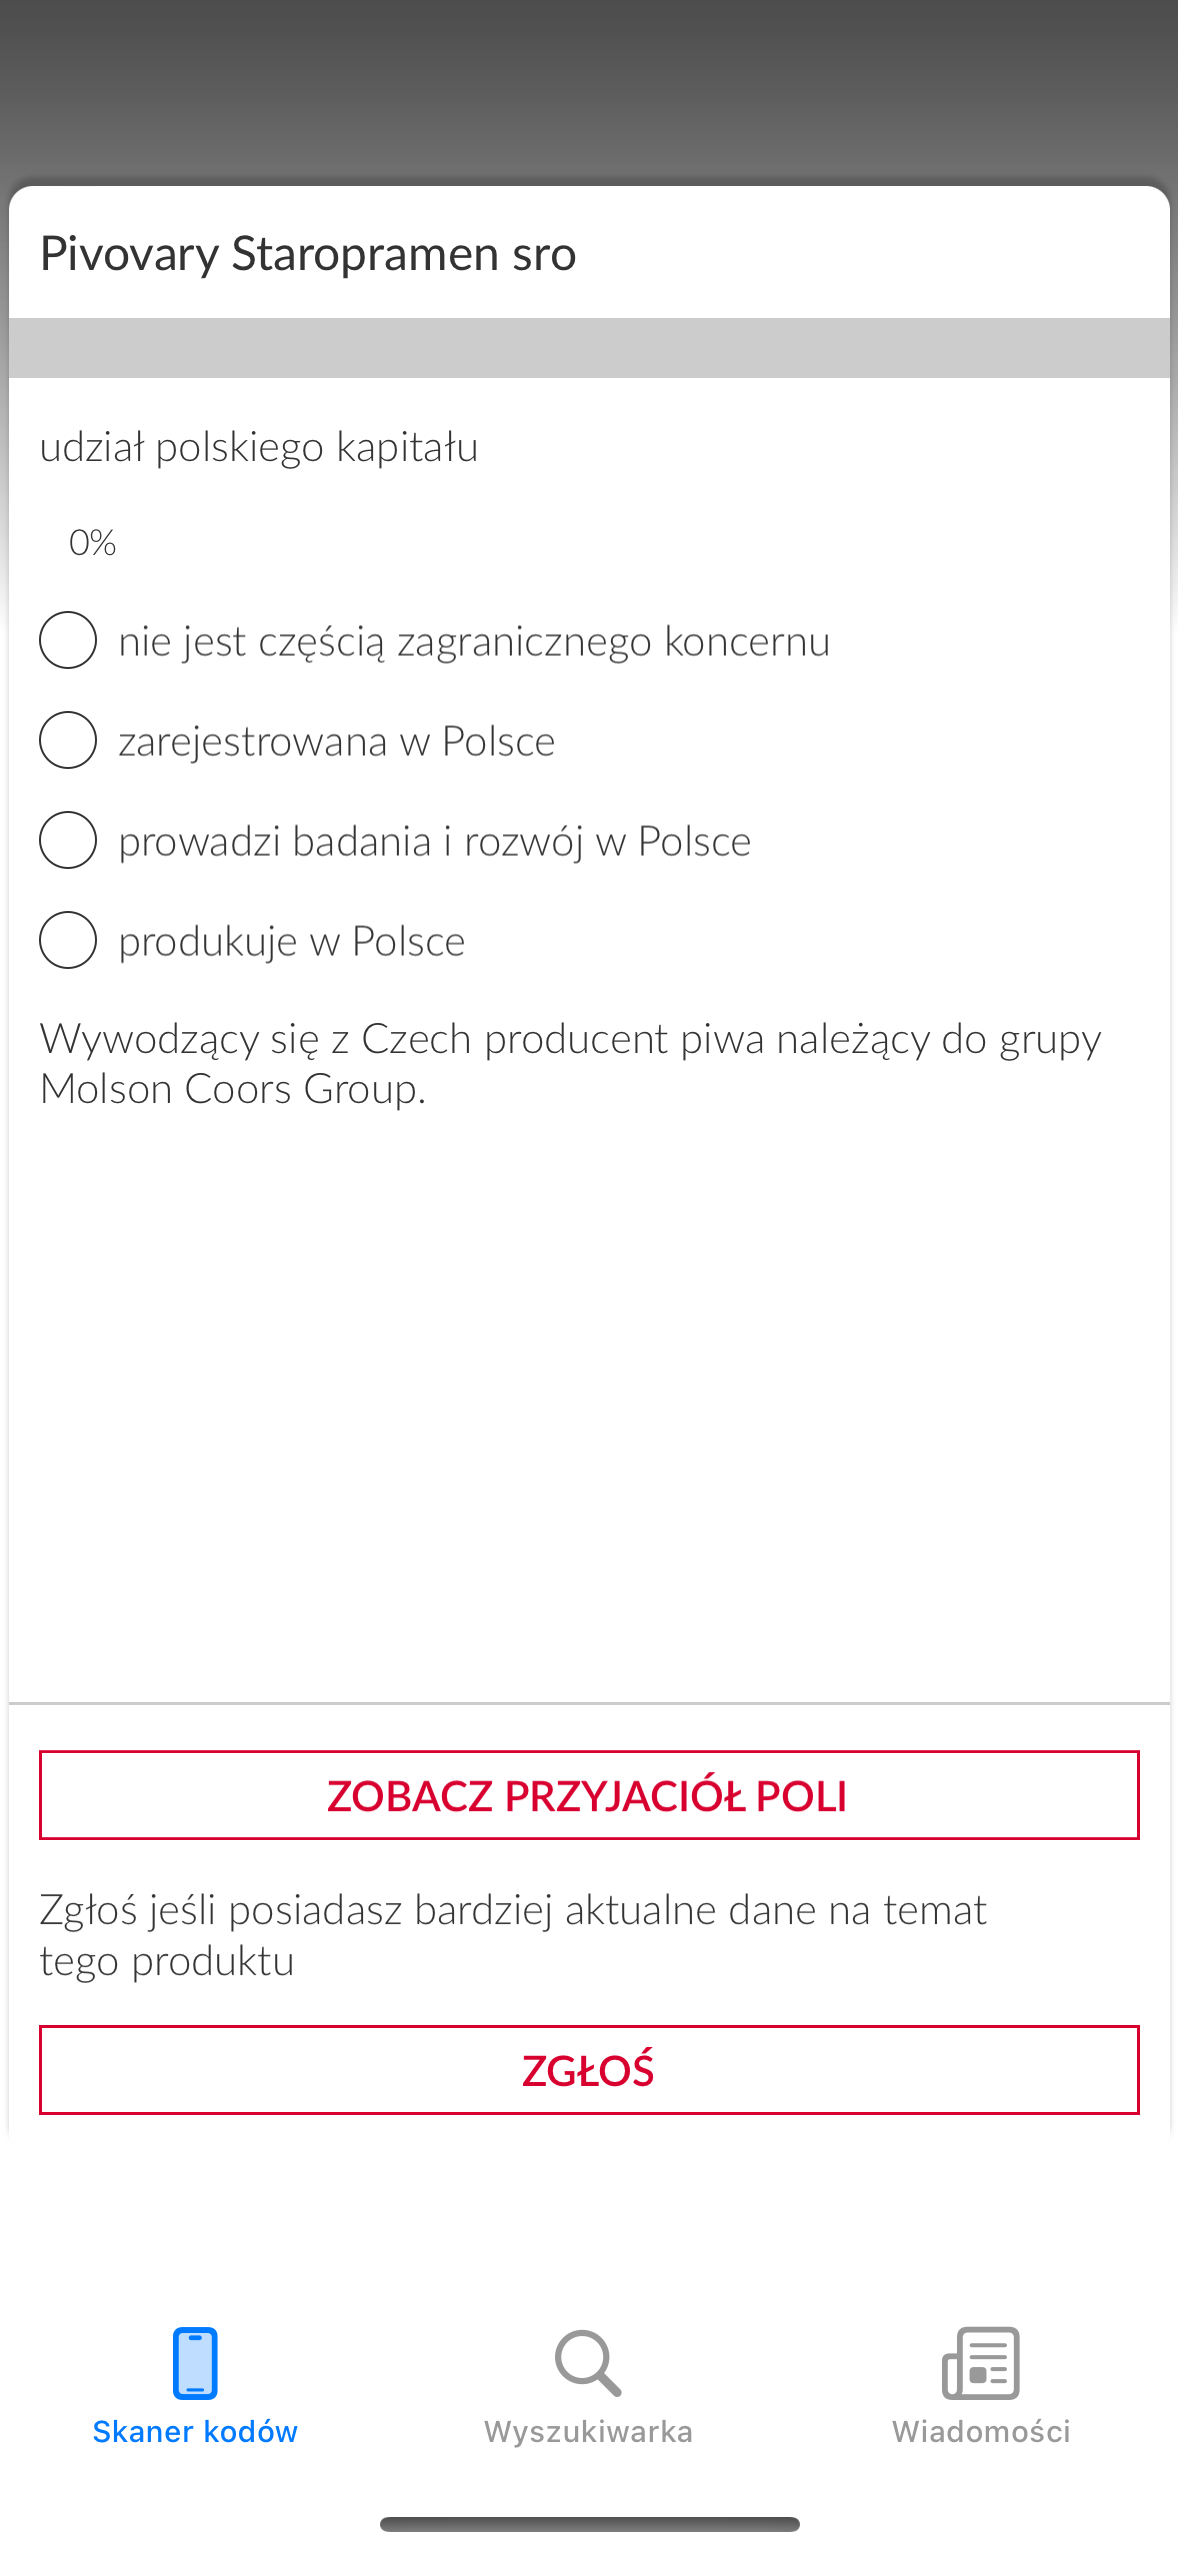 Pivovary Staropramen sro
udział polskiego kapitału
0%
nie jest częścią zagranicznego koncernu
zarejestrowana w Polsce
prowadzi badania i rozwój w Polsce
produkuje w Polsce
Wywodzący się z Czech producent piwa należący do grupy
Molson Coors Group.
ZOBACZ PRZYJACIÓŁ POLI
Zgłoś jeśli posiadasz bardziej aktualne dane na temat
tego produktu
ZGŁOŚ
Skaner kodów
Wyszukiwarka
Wiadomości